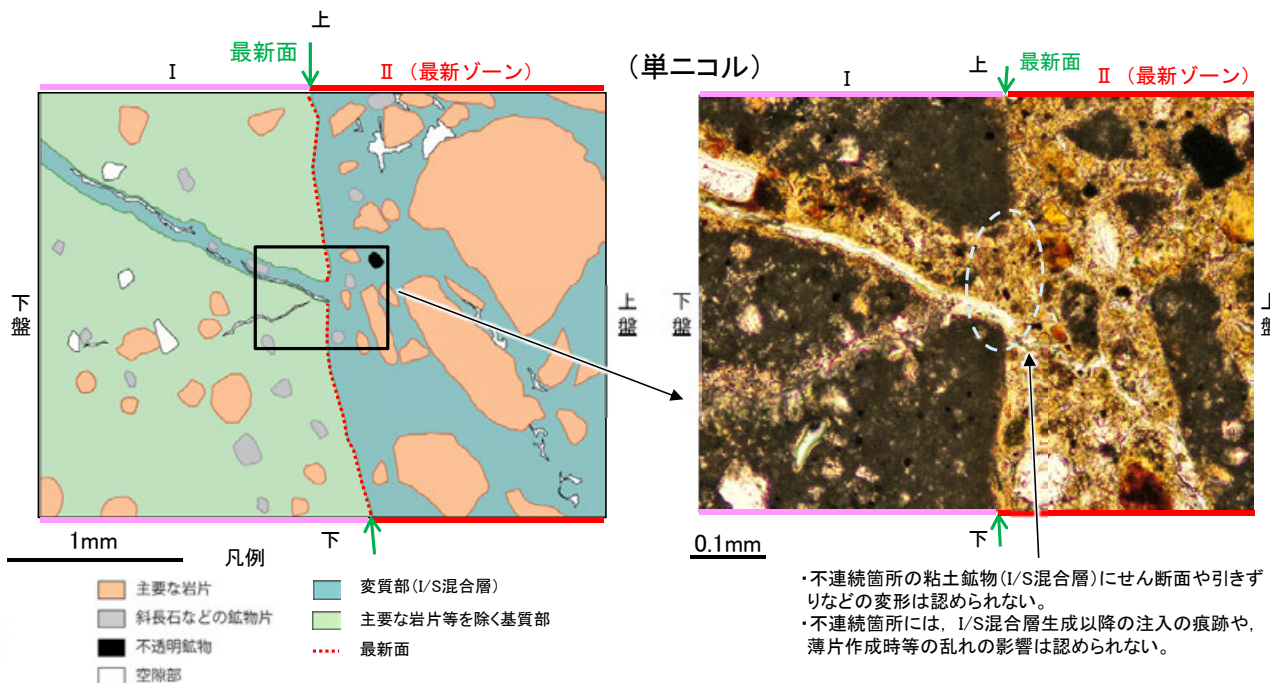 上
最新面
Ⅰ
Ⅱ（最新ゾーン）
下盤
上盤
下
1mm
凡例
主要な岩片
斜長石などの鉱物片
不透明鉱物
空隙部
変質部(I/S混合層)
主要な岩片等を除く基質部
最新面
（単ニコル）
Ⅰ
上
最新面
Ⅱ（最新ゾーン）
下盤
上盤
下
0.1mm
・不連続箇所の粘土鉱物(I/S混合層)にせん断面や引きず
りなどの変形は認められない。
・不連続箇所には, I/S混合層生成以降の注入の痕跡や,
薄片作成時等の乱れの影響は認められない。